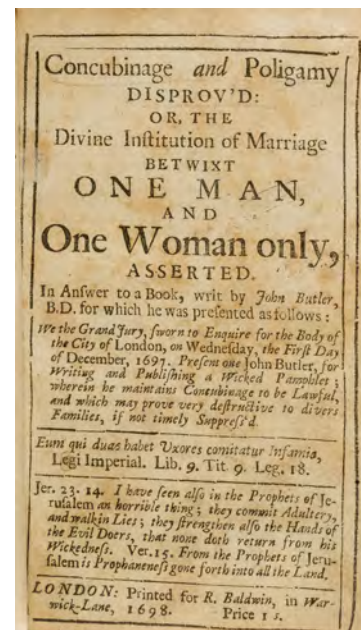 Concubinage and Poligamy
DISPROV'D:
OR, THE
Divine Inſtitution of Marriage
BETWIXT
ONE MAN,
AND
One Woman only,
ASSERTED.
In Anſwer to a Book, writ by John Butler,
B.D. for which he was preſented as follows:
We the Grand Jury, ſworn to Enquire for the Body of
the City of London, on Wedneſday, the Firſt Day
of December, 1697. Preſent one John Butler, for
Writing and Publiſhing a Wicked Pamphlet;
wherein he maintains Concubinage to be Lawful,
and which may prove very deſtructive to divers
Families, if not timely Suppreſs'd.
Eum qui duas habet Uxores comitatur Infamia,
Legi Imperial. Lib. 9. Tit. 9. Leg. 18.
Jer. 23. 14. I have ſeen alſo in the Prophets of Je-
ruſalem an horrible thing; they commit Adultery,
and walk in Lies; they ſtrengthen alſo the Hands of
the Evil Doers, that none doth return from his
Wickedneſs. Ver. 15. From the Prophets of Jeru-
ſalem is Prophaneneſs gone forth into all the Land.
LONDON: Printed for R. Baldwin, in War-
wick-Lane, 1698. Price 1 s.